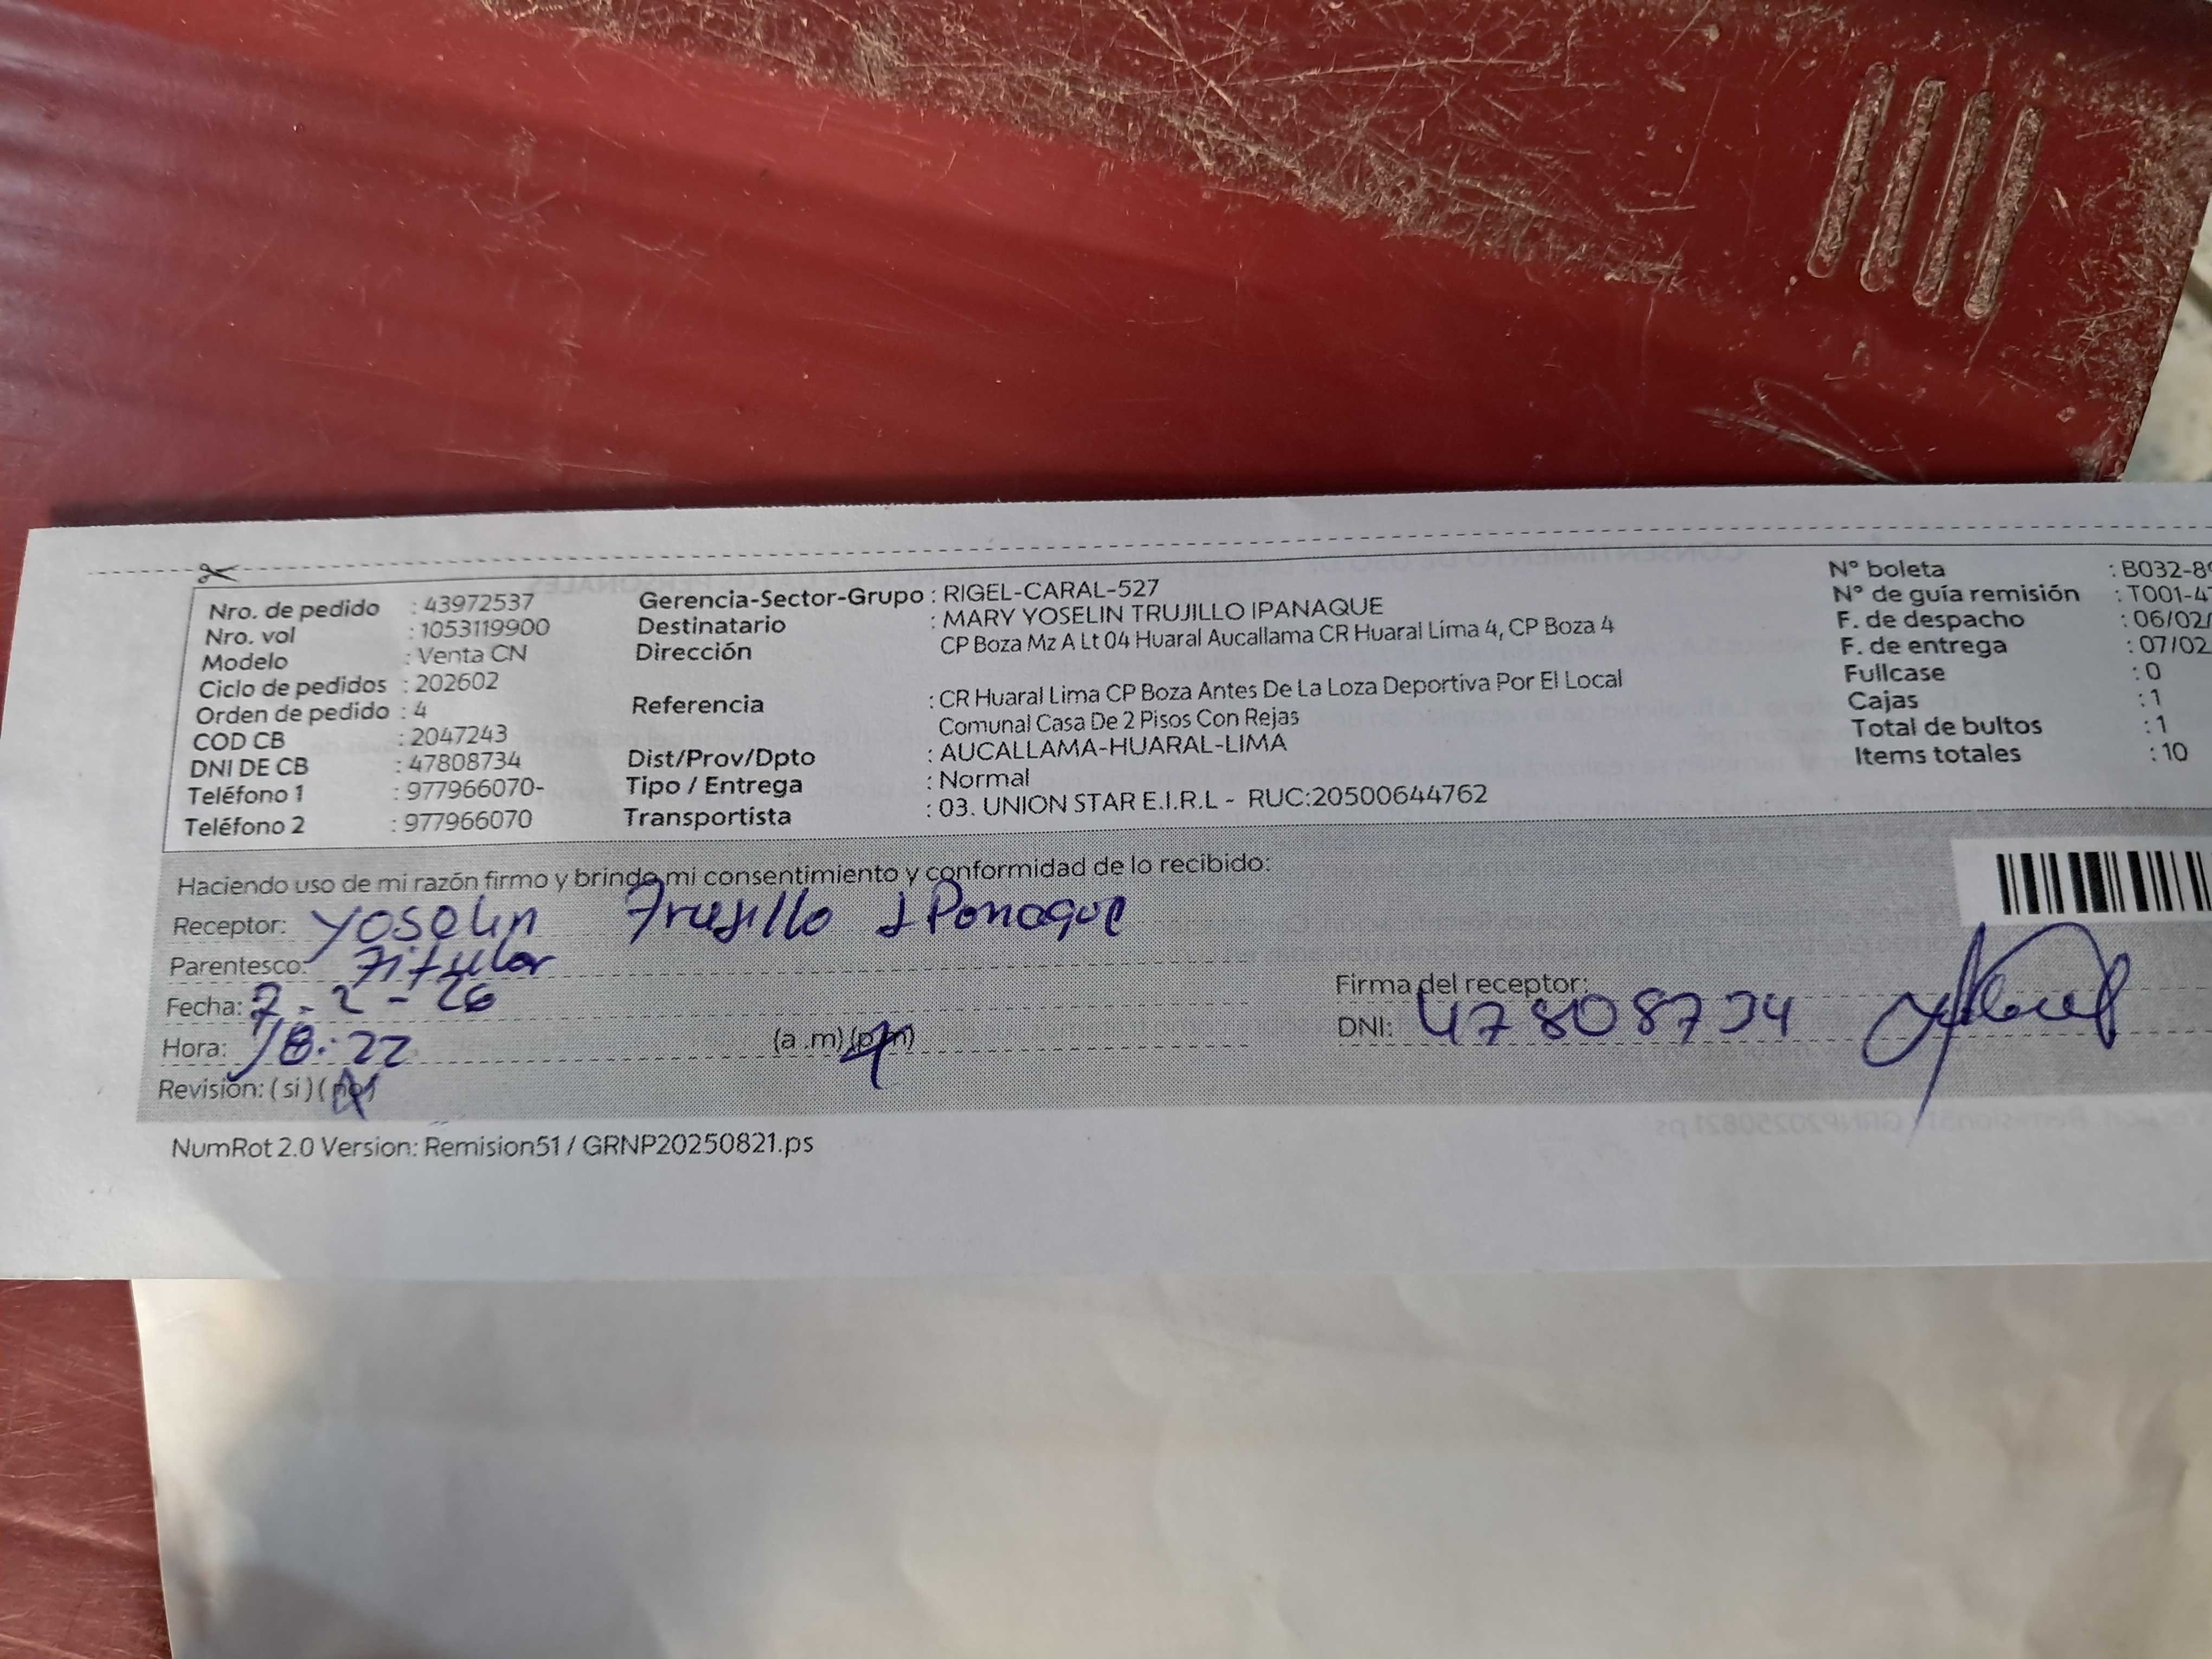 Nro. de pedido : 43972537
Nro. vol : 1053119900
Modelo : Venta CN
Ciclo de pedidos : 202602
Orden de pedido : 4
COD CB : 2047243
DNI DE CB : 47808734
Teléfono 1 : 977966070-
Teléfono 2 : 977966070
Gerencia-Sector-Grupo : RIGEL-CARAL-527
Destinatario : MARY YOSELIN TRUJILLO IPANAQUE
Dirección CP Boza Mz A Lt 04 Huaral Aucallama CR Huaral Lima 4, CP Boza 4
Referencia : CR Huaral Lima CP Boza Antes De La Loza Deportiva Por El Local
Comunal Casa De 2 Pisos Con Rejas
Dist/Prov/Dpto : AUCALLAMA-HUARAL-LIMA
Tipo / Entrega : Normal
Transportista : 03. UNION STAR E.I.R.L - RUC:20500644762
N° boleta : B032-8
N° de guía remisión : T001-4
F. de despacho : 06/02/
F. de entrega : 07/02
Fullcase : 0
Cajas : 1
Total de bultos : 1
Items totales : 10
Haciendo uso de mi razón firmo y brindo mi consentimiento y conformidad de lo recibido:
Receptor: Yoselin Trujillo IPanaque
Parentesco: Titular
Fecha: 7-2-26
Hora: 18:22 (a.m) (p.m)
Revisión: (si) (no)
Firma del receptor:
DNI: 47808734
NumRot 2.0 Version: Remision51 / GRNP20250821.ps